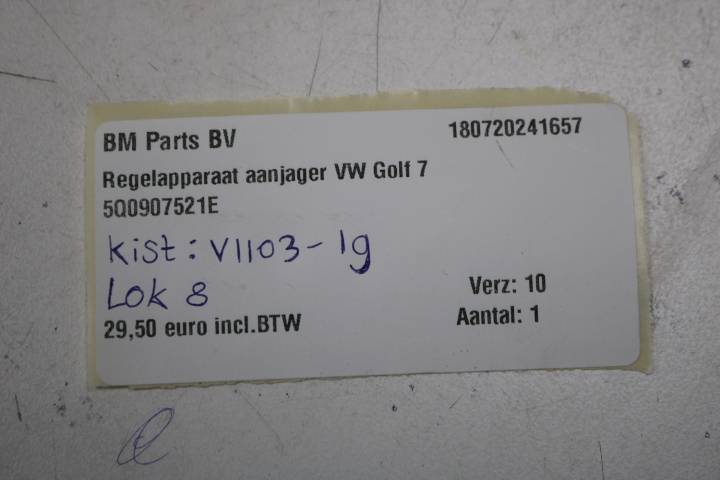 BM Parts BV 180720241657
Regelapparaat aanjager VW Golf 7
5Q0907521E
Kist: V1103-1g
Lok 8
Verz: 10
29,50 euro incl.BTW Aantal: 1